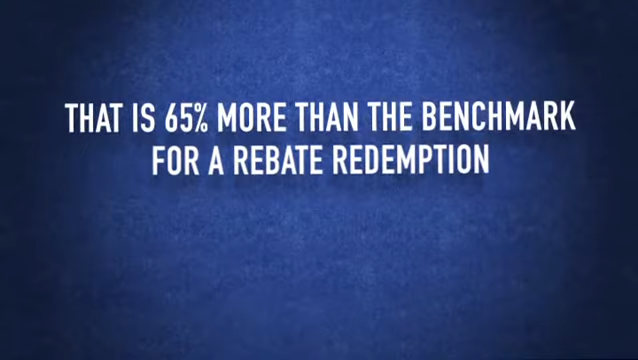 THAT IS 65% MORE THAN THE BENCHMARK
FOR A REBATE REDEMPTION